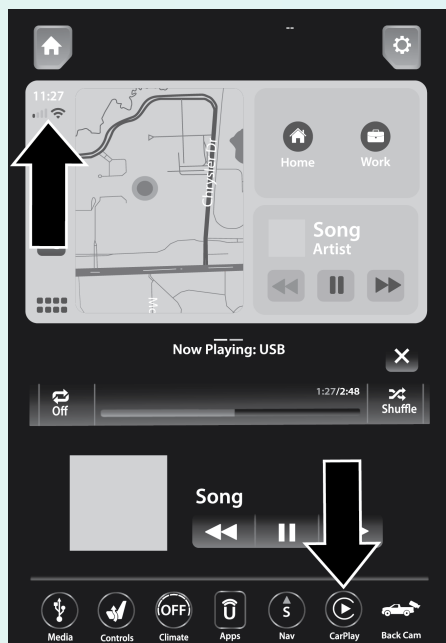 --
11:27
Chrysler Dr
Mc
Home
Work
Song
Artist
Now Playing: USB
Off
1:27/2:48
Shuffle
Song
OFF
S
Media
Controls
Climate
Apps
Nav
CarPlay
Back Cam